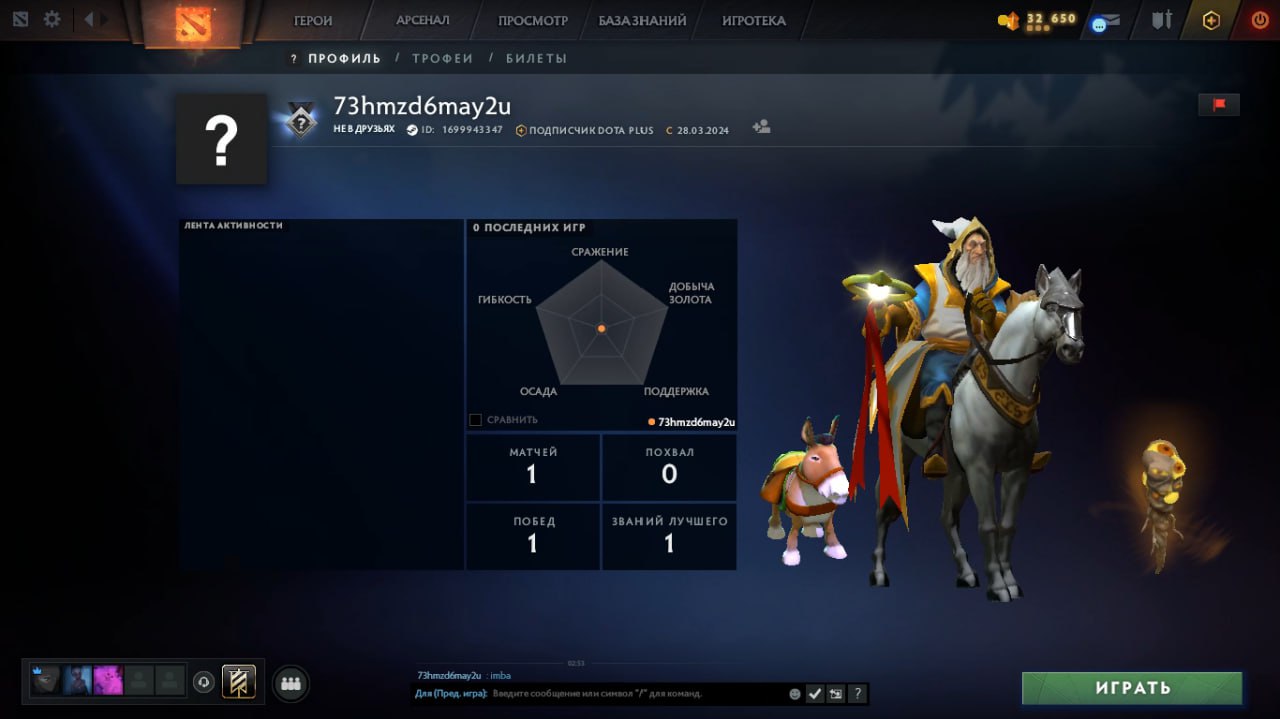 ГЕРОИ АРСЕНАЛ ПРОСМОТР БАЗА ЗНАНИЙ ИГРОТЕКА 32 650
? ПРОФИЛЬ / ТРОФЕИ / БИЛЕТЫ
?
73hmzd6may2u
НЕ В ДРУЗЬЯХ ID: 1699943347 ПОДПИСЧИК DOTA PLUS С 28.03.2024
ЛЕНТА АКТИВНОСТИ
0 ПОСЛЕДНИХ ИГР
СРАЖЕНИЕ
ДОБЫЧА
ЗОЛОТА
ГИБКОСТЬ
ОСАДА ПОДДЕРЖКА
СРАВНИТЬ 73hmzd6may2u
МАТЧЕЙ ПОХВАЛ
1 0
ПОБЕД ЗВАНИЙ ЛУЧШЕГО
1 1
02:53
73hmzd6may2u : imba
Для (Пред. игра): Введите сообщение или символ "/" для команд. ?
ИГРАТЬ